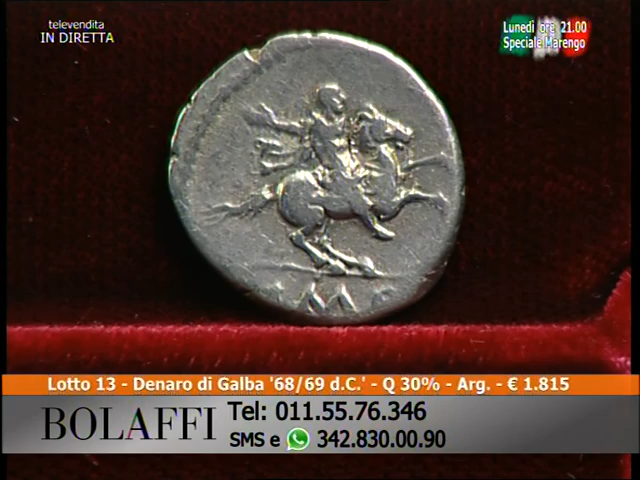 televendita
IN DIRETTA
Lunedi ore 21.00
Speciale Marengo
Lotto 13 - Denaro di Galba '68/69 d.C.' - Q 30% - Arg. - € 1.815
BOLAFFI
Tel: 011.55.76.346
SMS e 342.830.00.90